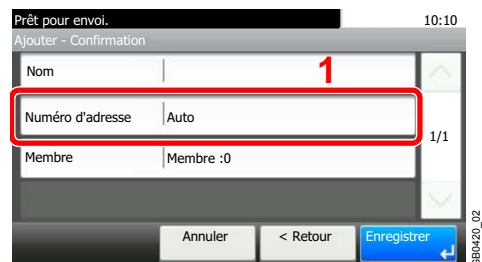 Prêt pour envoi. 10:10
Ajouter - Confirmation
Nom 1
Numéro d'adresse Auto
1/1
Membre Membre :0
Annuler < Retour Enregistrer
GB0420_02